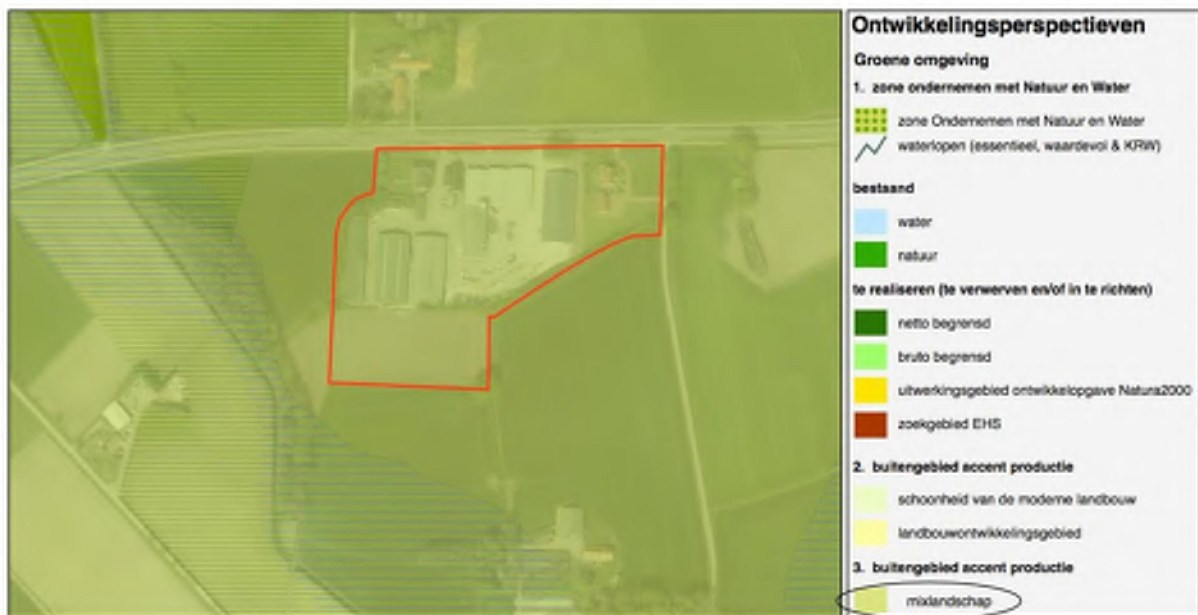 Ontwikkelingsperspectieven
Groene omgeving
1. zone ondernemen met Natuur en Water
zone Ondernemen met Natuur en Water
waterlopen (essentieel, waardevol & KRW)
bestaand
water
natuur
te realiseren (te verwerven en/of in te richten)
netto begrensd
bruto begrensd
uitwerkingsgebied ontwikkelopgave Natura2000
zoekgebied EHS
2. buitengebied accent productie
schoonheid van de moderne landbouw
landbouwontwikkelingsgebied
3. buitengebied accent productie
mixlandschap